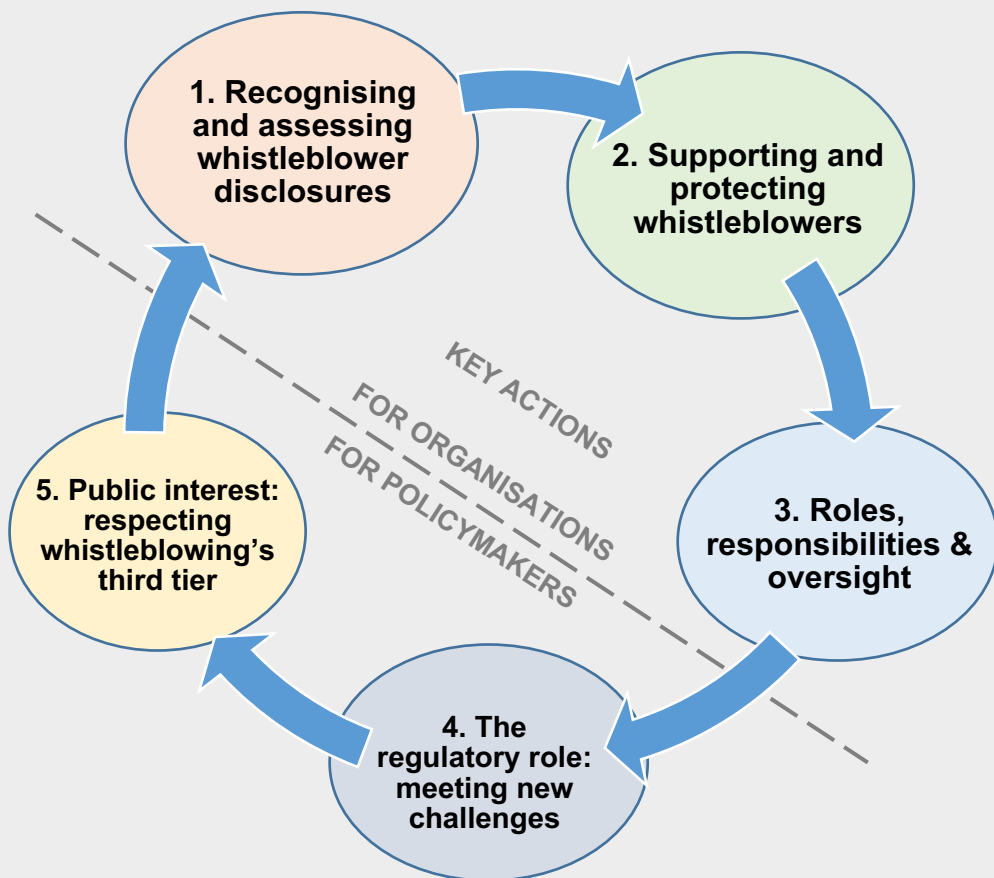 1. Recognising
and assessing
whistleblower
disclosures
2. Supporting and
protecting
whistleblowers
KEY ACTIONS
FOR ORGANISATIONS
FOR POLICYMAKERS
3. Roles,
responsibilities &
oversight
4. The
regulatory role:
meeting new
challenges
5. Public interest:
respecting
whistleblowing’s
third tier